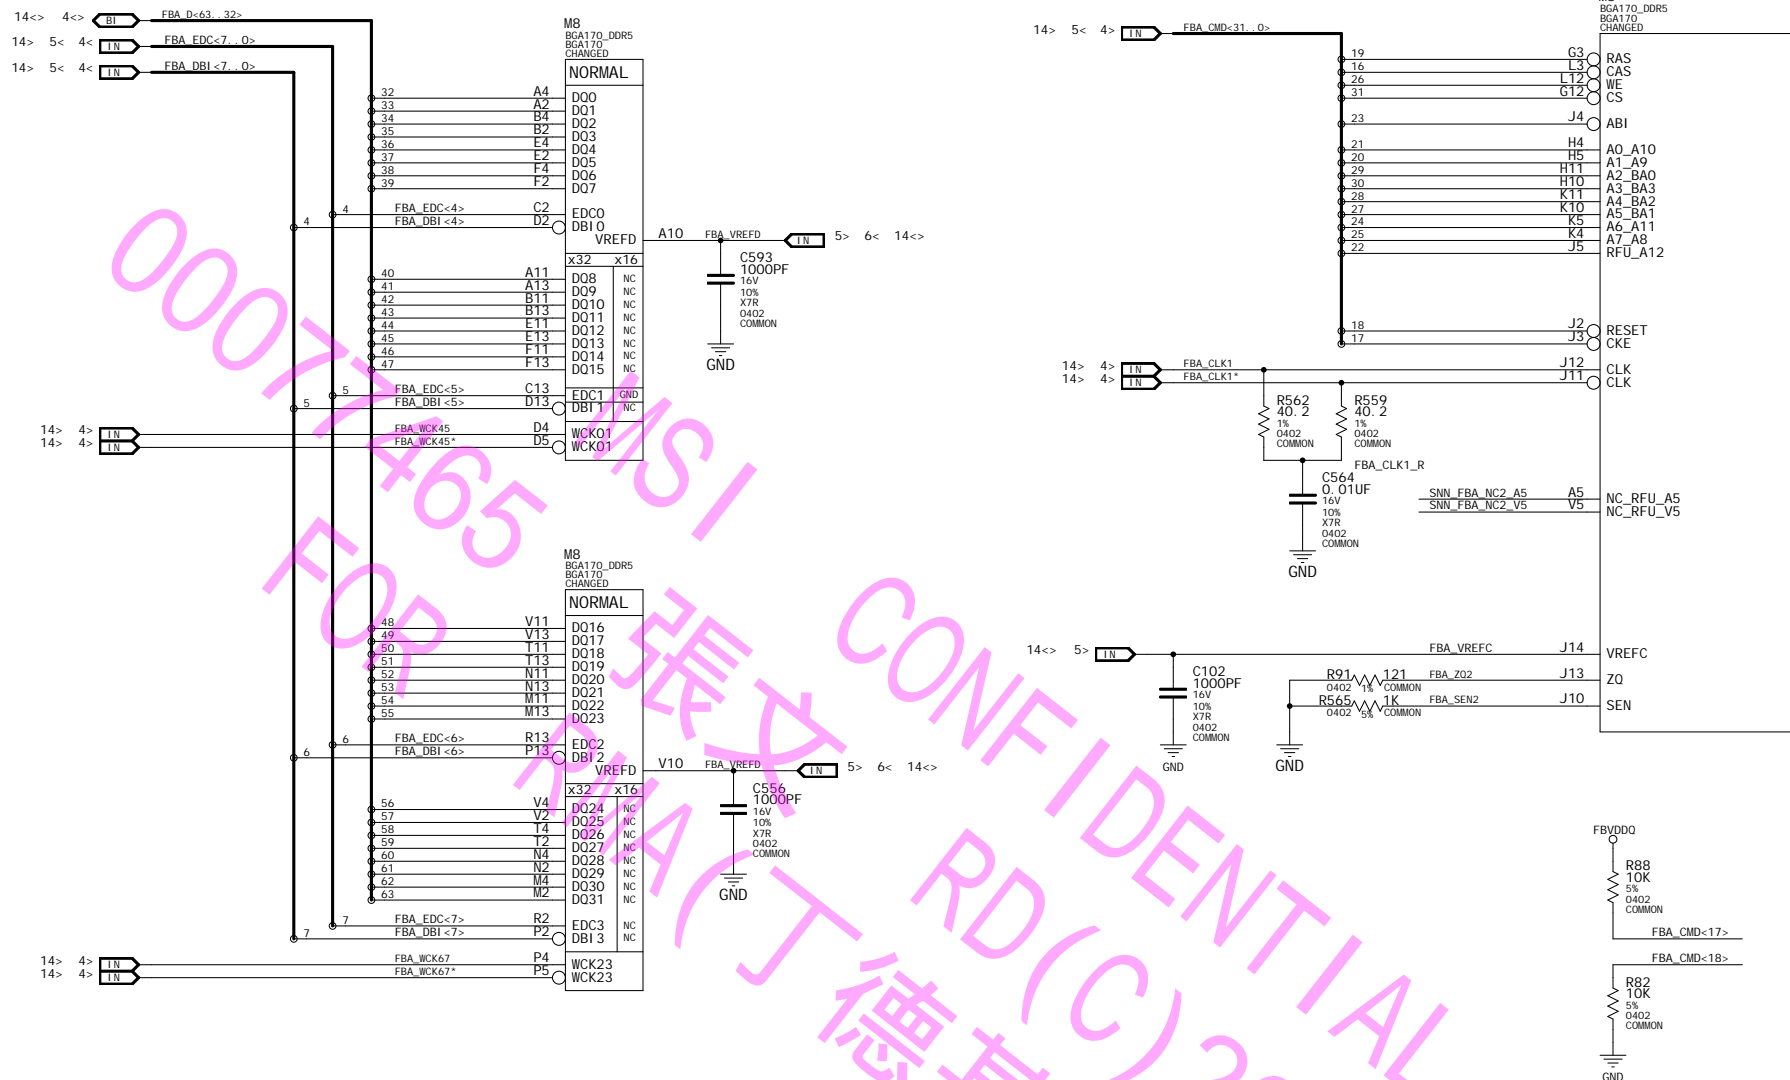 14<> 4<> BI FBA_D<63..32>
14> 5< 4< IN FBA_EDC<7..0>
14> 5< 4< IN FBA_DBI<7..0>
M8
BGA170_DDR5
BGA170
CHANGED
NORMAL
32 A4 DQ0
33 A2 DQ1
34 B4 DQ2
35 B2 DQ3
36 E4 DQ4
37 E2 DQ5
38 F4 DQ6
39 F2 DQ7
4 FBA_EDC<4> C2 EDC0
4 FBA_DBI<4> D2 DBI0
VREFD A10 FBA_VREFD IN 5> 6< 14<>
x32 x16
40 A11 DQ8 NC
41 A13 DQ9 NC
42 B11 DQ10 NC
43 B13 DQ11 NC
44 E11 DQ12 NC
45 E13 DQ13 NC
46 F11 DQ14 NC
47 F13 DQ15 NC
5 FBA_EDC<5> C13 EDC1 GND
5 FBA_DBI<5> D13 DBI1 NC
14> 4> IN FBA_WCK45 D4 WCK01
14> 4> IN FBA_WCK45* D5 WCK01
C593
1000PF
16V
10%
X7R
0402
COMMON
GND
M8
BGA170_DDR5
BGA170
CHANGED
NORMAL
48 V11 DQ16
49 V13 DQ17
50 T11 DQ18
51 T13 DQ19
52 N11 DQ20
53 N13 DQ21
54 M11 DQ22
55 M13 DQ23
6 FBA_EDC<6> R13 EDC2
6 FBA_DBI<6> P13 DBI2
VREFD V10 FBA_VREFD IN 5> 6< 14<>
x32 x16
56 V4 DQ24 NC
57 V2 DQ25 NC
58 T4 DQ26 NC
59 T2 DQ27 NC
60 N4 DQ28 NC
61 N2 DQ29 NC
62 M4 DQ30 NC
63 M2 DQ31 NC
7 FBA_EDC<7> R2 EDC3 NC
7 FBA_DBI<7> P2 DBI3 NC
14> 4> IN FBA_WCK67 P4 WCK23
14> 4> IN FBA_WCK67* P5 WCK23
C556
1000PF
16V
10%
X7R
0402
COMMON
GND
BGA170_DDR5
BGA170
CHANGED
14> 5< 4> IN FBA_CMD<31..0>
19 G3 RAS
16 L3 CAS
26 L12 WE
31 G12 CS
23 J4 ABI
21 H4 A0_A10
20 H5 A1_A9
29 H11 A2_BA0
30 H10 A3_BA3
28 K11 A4_BA2
27 K10 A5_BA1
24 K5 A6_A11
25 K4 A7_A8
22 J5 RFU_A12
18 J2 RESET
17 J3 CKE
14> 4> IN FBA_CLK1 J12 CLK
14> 4> IN FBA_CLK1* J11 CLK
R562
40.2
1%
0402
COMMON
R559
40.2
1%
0402
COMMON
FBA_CLK1_R
C564
0.01UF
16V
10%
X7R
0402
COMMON
GND
SNN_FBA_NC2_A5 A5 NC_RFU_A5
SNN_FBA_NC2_V5 V5 NC_RFU_V5
14<> 5> IN FBA_VREFC J14 VREFC
C102
1000PF
16V
10%
X7R
0402
COMMON
GND
R91 121 FBA_ZQ2 J13 ZQ
0402 1% COMMON
R565 1K FBA_SEN2 J10 SEN
0402 5% COMMON
GND
FBVDDQ
R88
10K
5%
0402
COMMON
FBA_CMD<17>
FBA_CMD<18>
R82
10K
5%
0402
COMMON
GND
00077465 MSI CONFIDENTIAL
FOR 張文 RD(C)
RMA(丁德